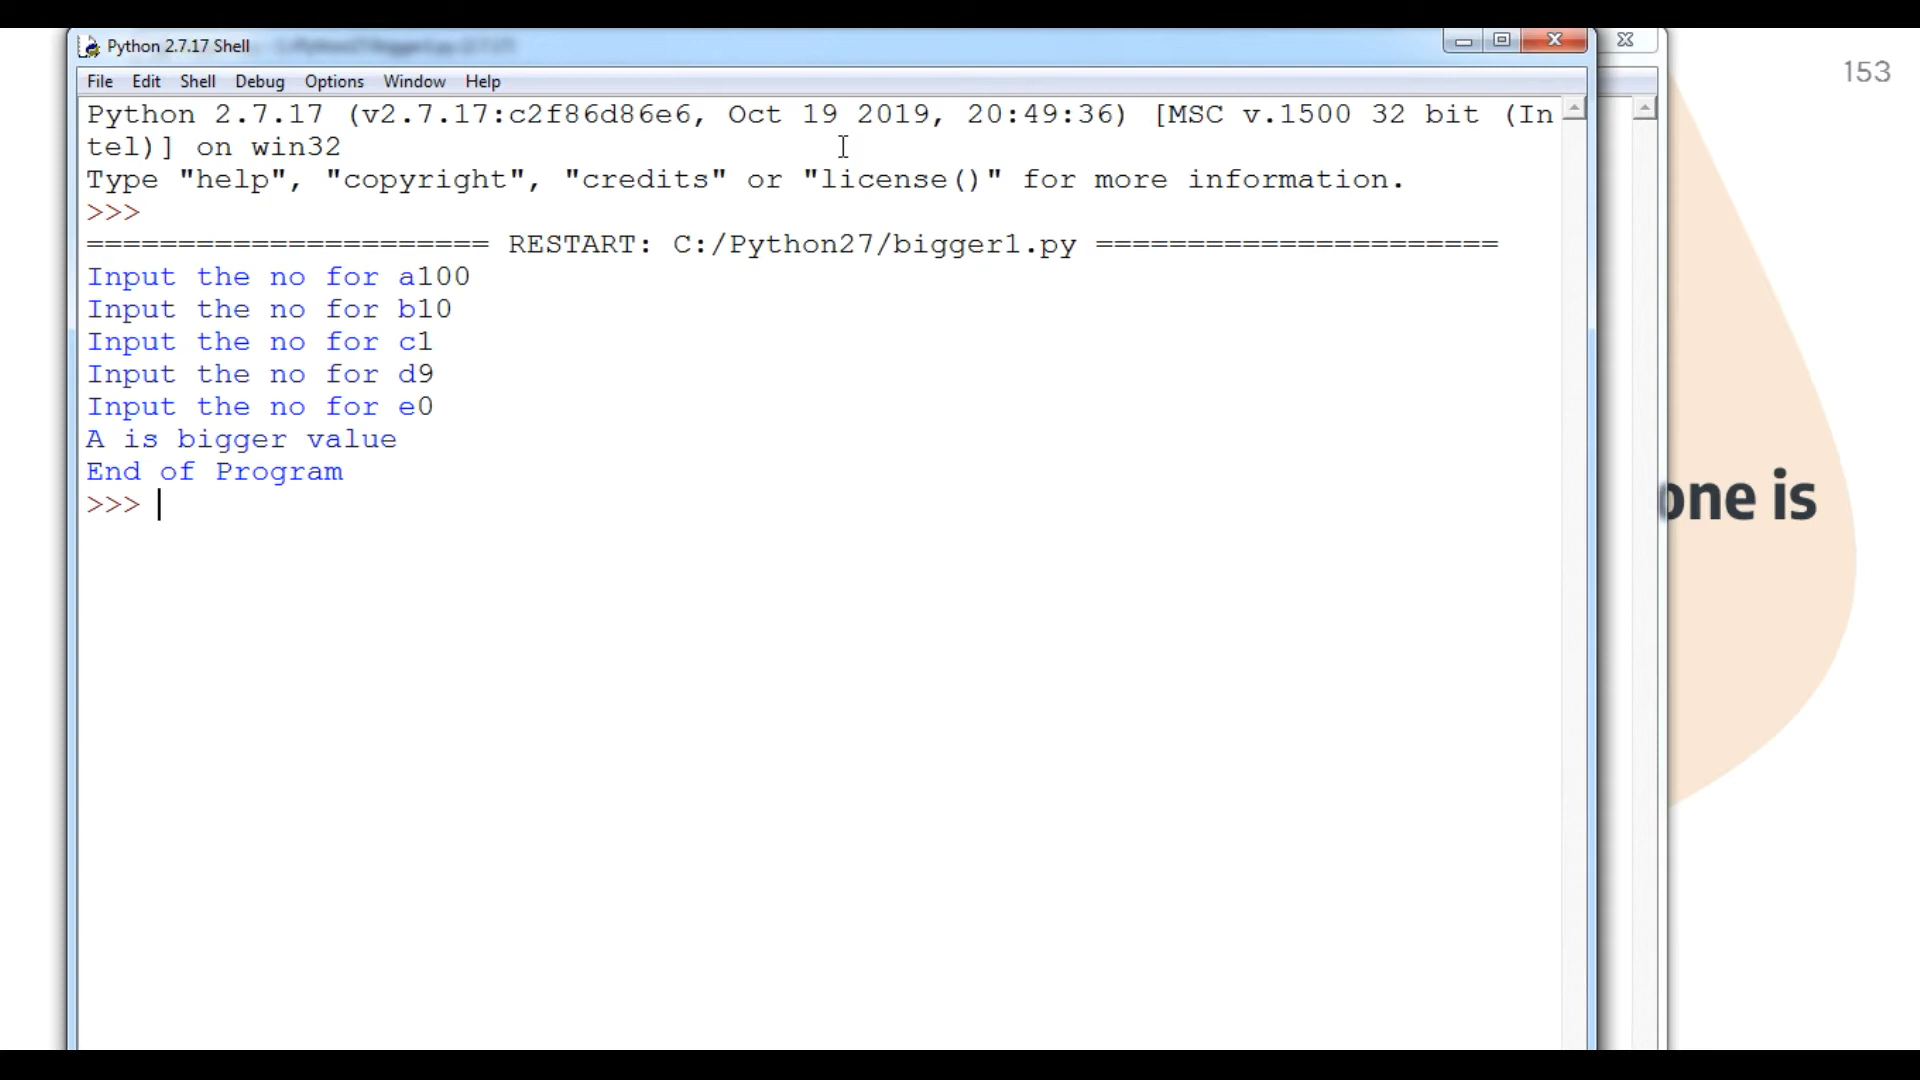 153
Python 2.7.17 Shell
File Edit Shell Debug Options Window Help
Python 2.7.17 (v2.7.17:c2f86d86e6, Oct 19 2019, 20:49:36) [MSC v.1500 32 bit (In
tel)] on win32
Type "help", "copyright", "credits" or "license()" for more information.
>>>
====================== RESTART: C:/Python27/bigger1.py ======================
Input the no for a100
Input the no for b10
Input the no for c1
Input the no for d9
Input the no for e0
A is bigger value
End of Program
>>>
one is